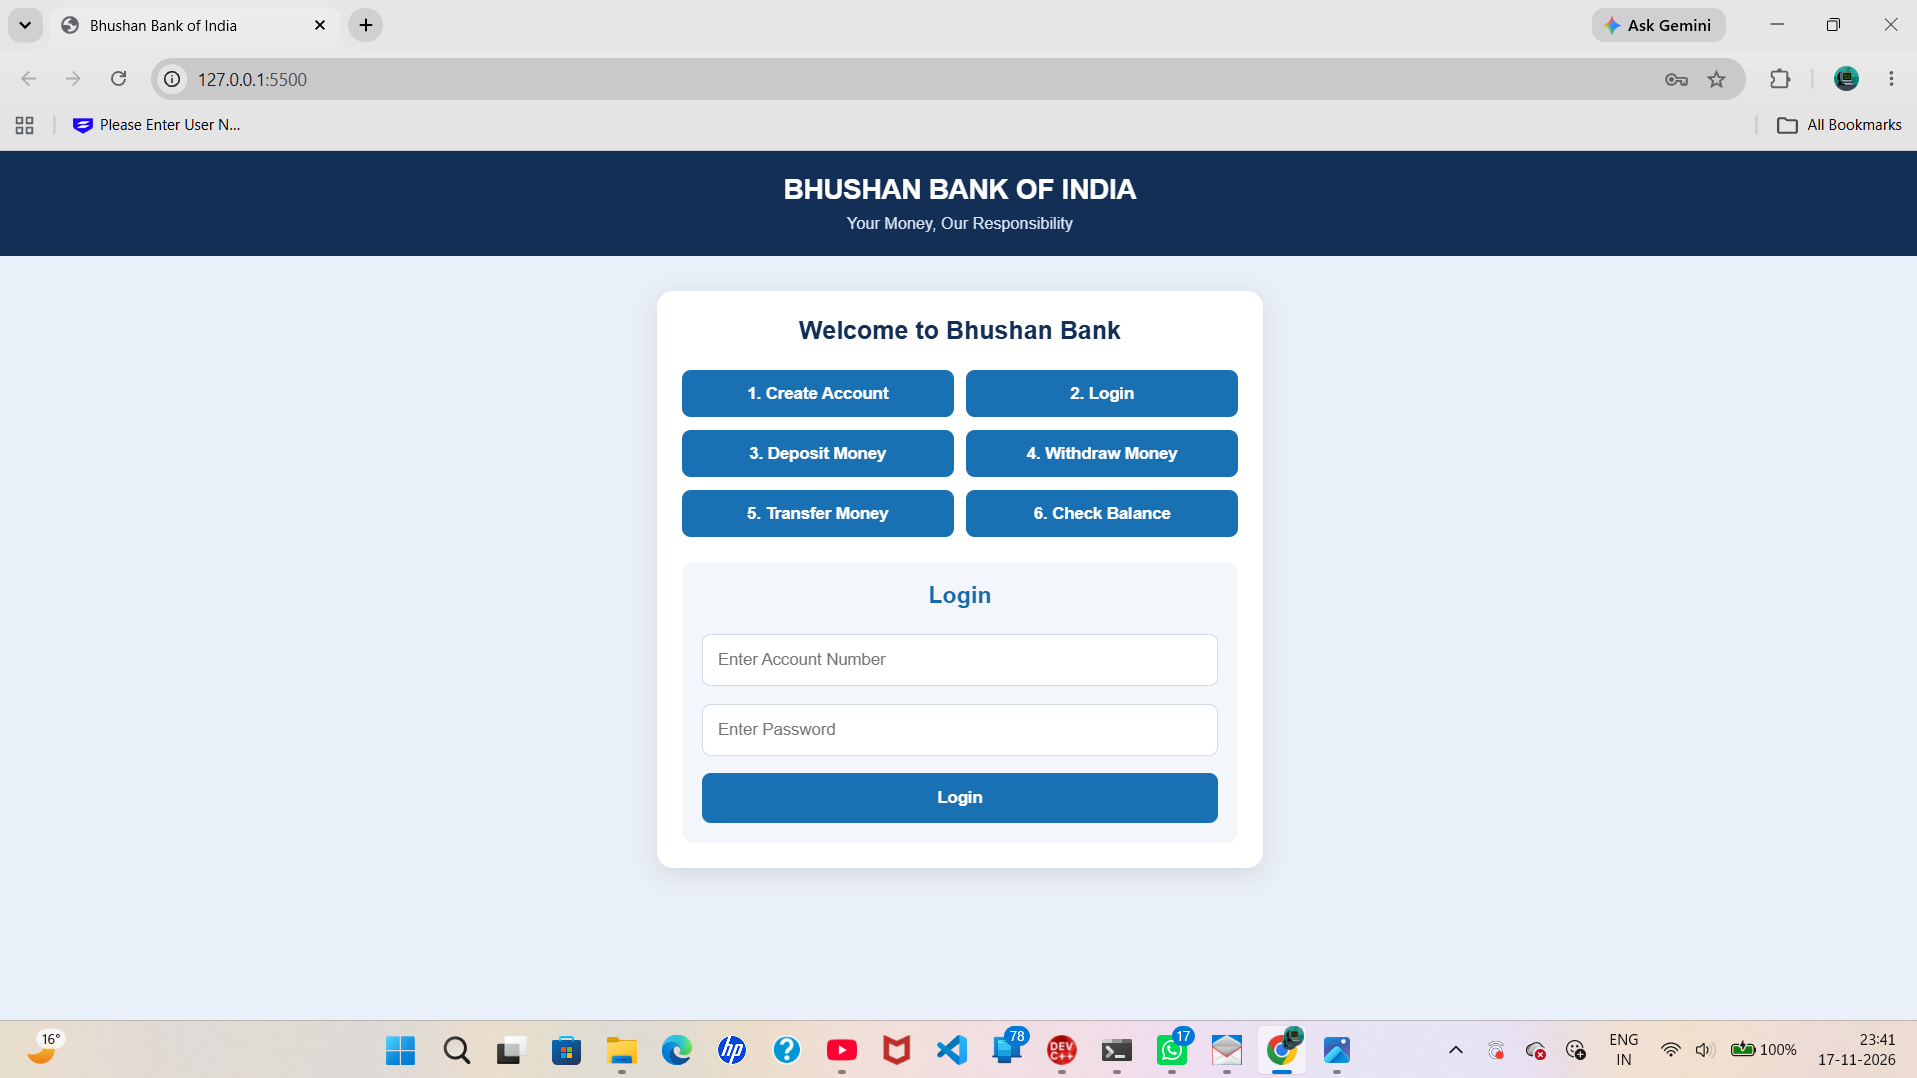 Bhushan Bank of India
Ask Gemini
127.0.0.1:5500
Please Enter User N...
All Bookmarks
BHUSHAN BANK OF INDIA
Your Money, Our Responsibility
Welcome to Bhushan Bank
1. Create Account
2. Login
3. Deposit Money
4. Withdraw Money
5. Transfer Money
6. Check Balance
Login
Enter Account Number
Enter Password
Login
16°
hp
?
78
DEV
C++
17
ENG
IN
100%
23:41
17-11-2026